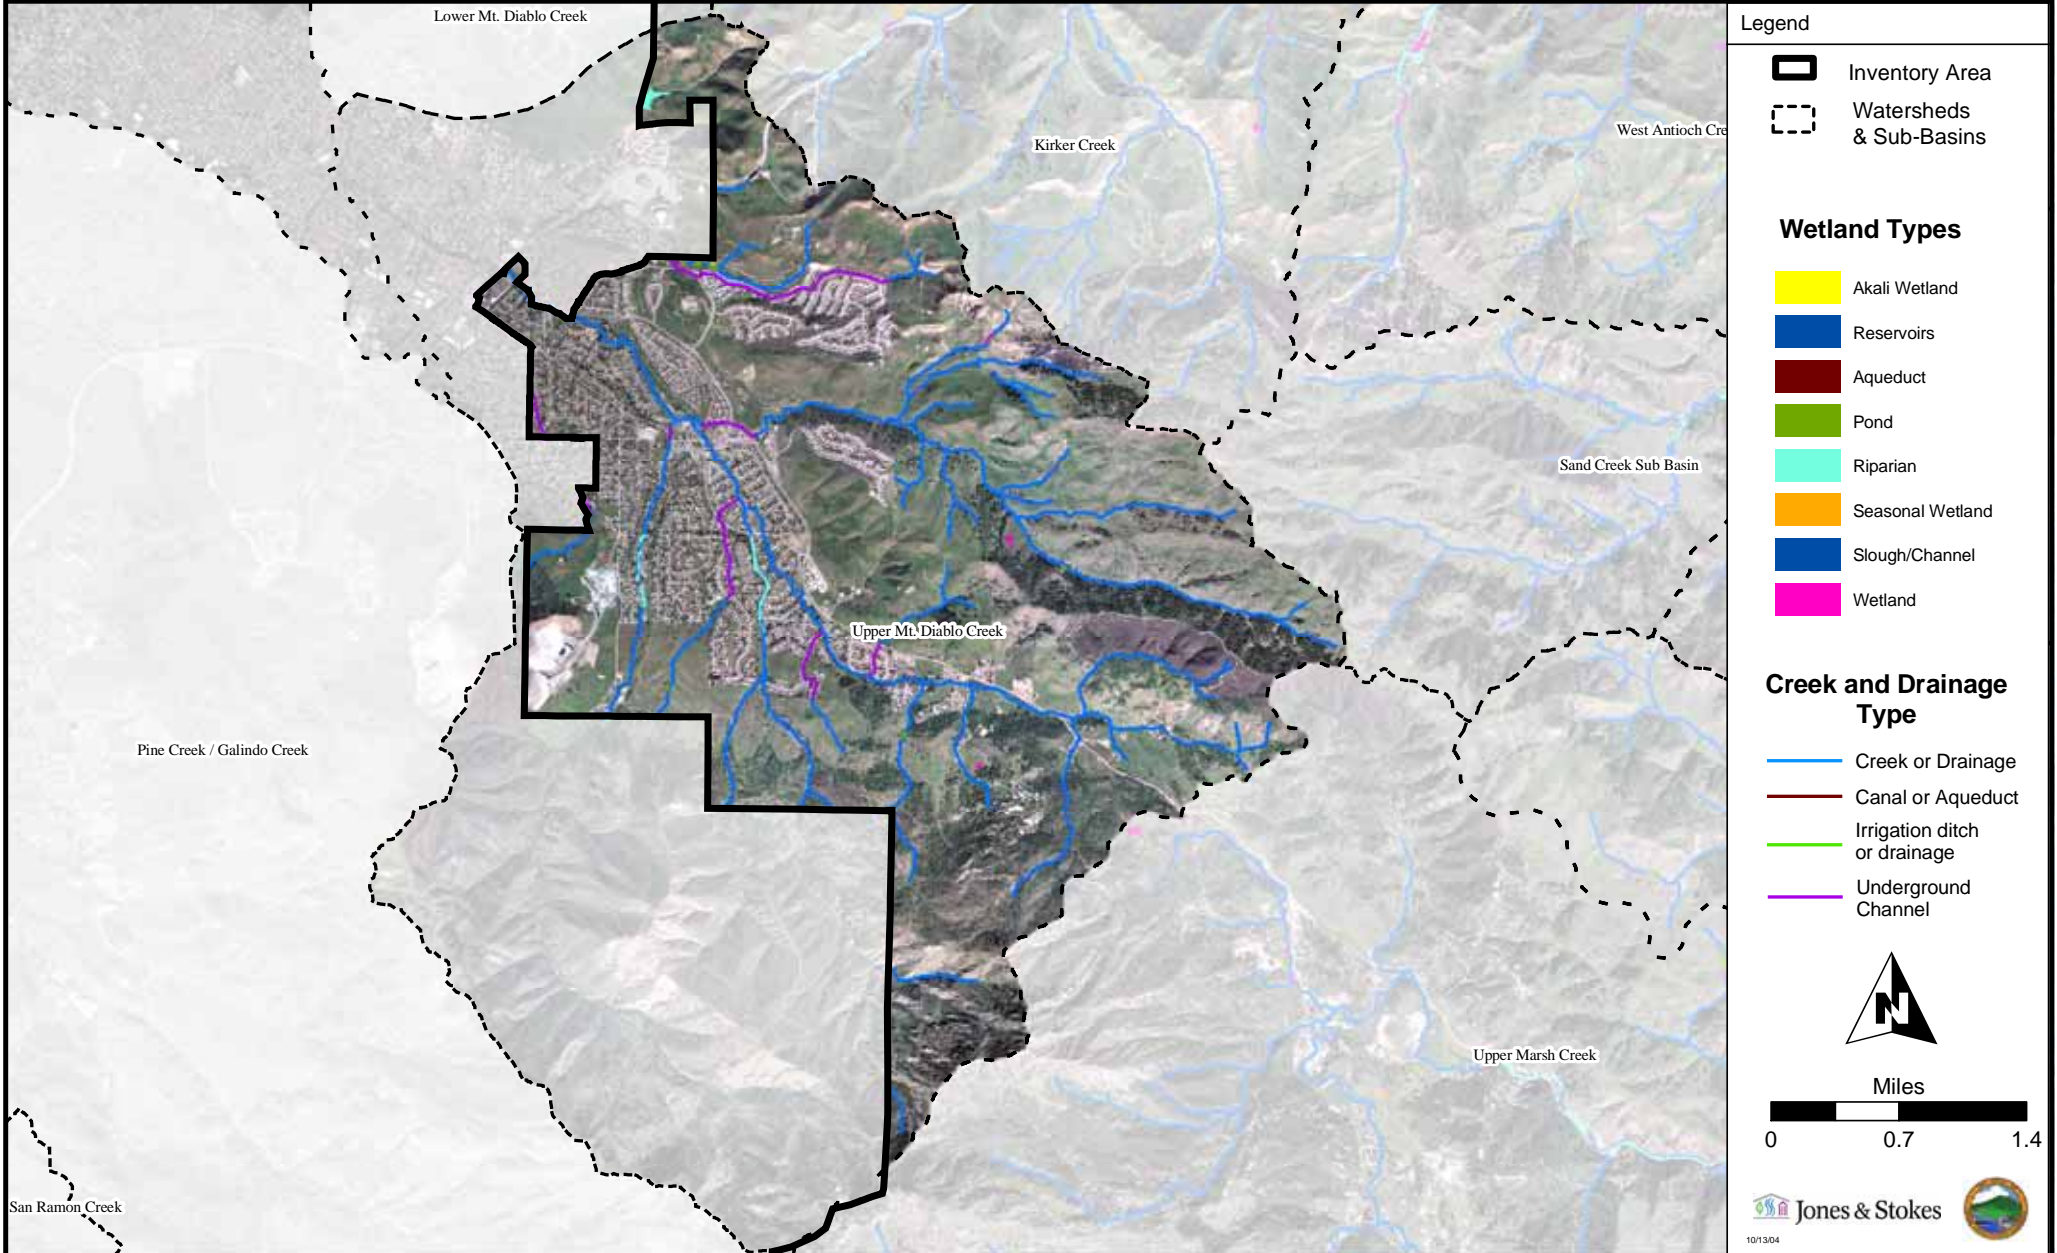 Lower Mt. Diablo Creek
Kirker Creek
West Antioch Cre
Sand Creek Sub Basin
Upper Mt. Diablo Creek
Pine Creek / Galindo Creek
Upper Marsh Creek
San Ramon Creek
Legend
Inventory Area
Watersheds
& Sub-Basins
Wetland Types
Akali Wetland
Reservoirs
Aqueduct
Pond
Riparian
Seasonal Wetland
Slough/Channel
Wetland
Creek and Drainage
Type
Creek or Drainage
Canal or Aqueduct
Irrigation ditch
or drainage
Underground
Channel
N
Miles
0 0.7 1.4
Jones & Stokes
10/13/04